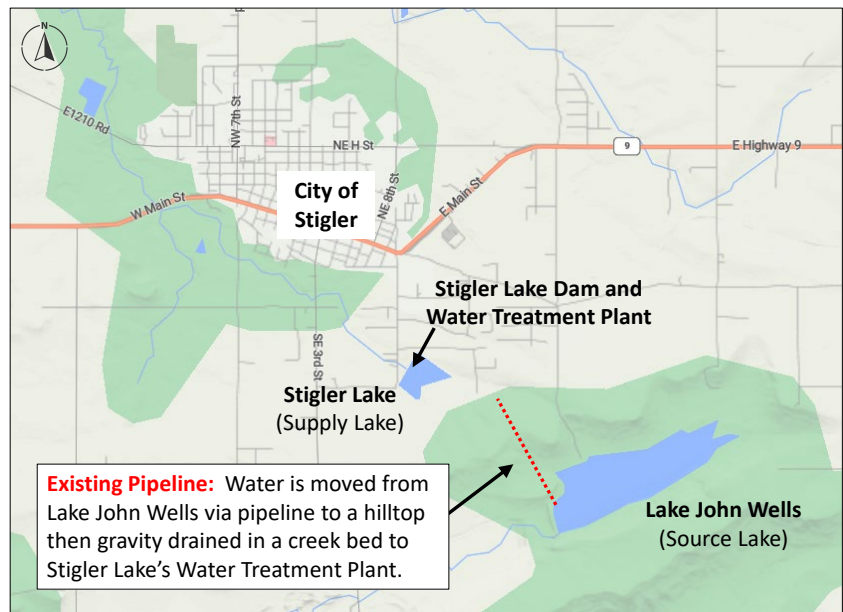 N
E1210 Rd
NW 7th St
NE H St
9
E Highway 9
City of
Stigler
W Main St
NE 8th St
E Main St
Stigler Lake Dam and
Water Treatment Plant
SE 3rd St
Stigler Lake
(Supply Lake)
Existing Pipeline: Water is moved from
Lake John Wells via pipeline to a hilltop
then gravity drained in a creek bed to
Stigler Lake's Water Treatment Plant.
Lake John Wells
(Source Lake)